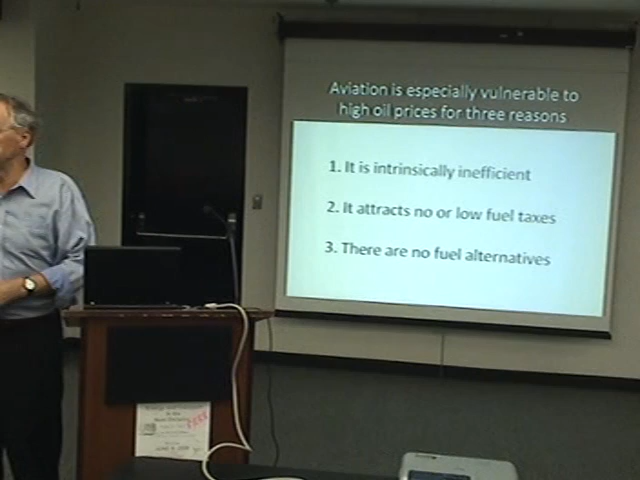 Aviation is especially vulnerable to
high oil prices for three reasons
1. It is intrinsically inefficient
2. It attracts no or low fuel taxes
3. There are no fuel alternatives
FREE